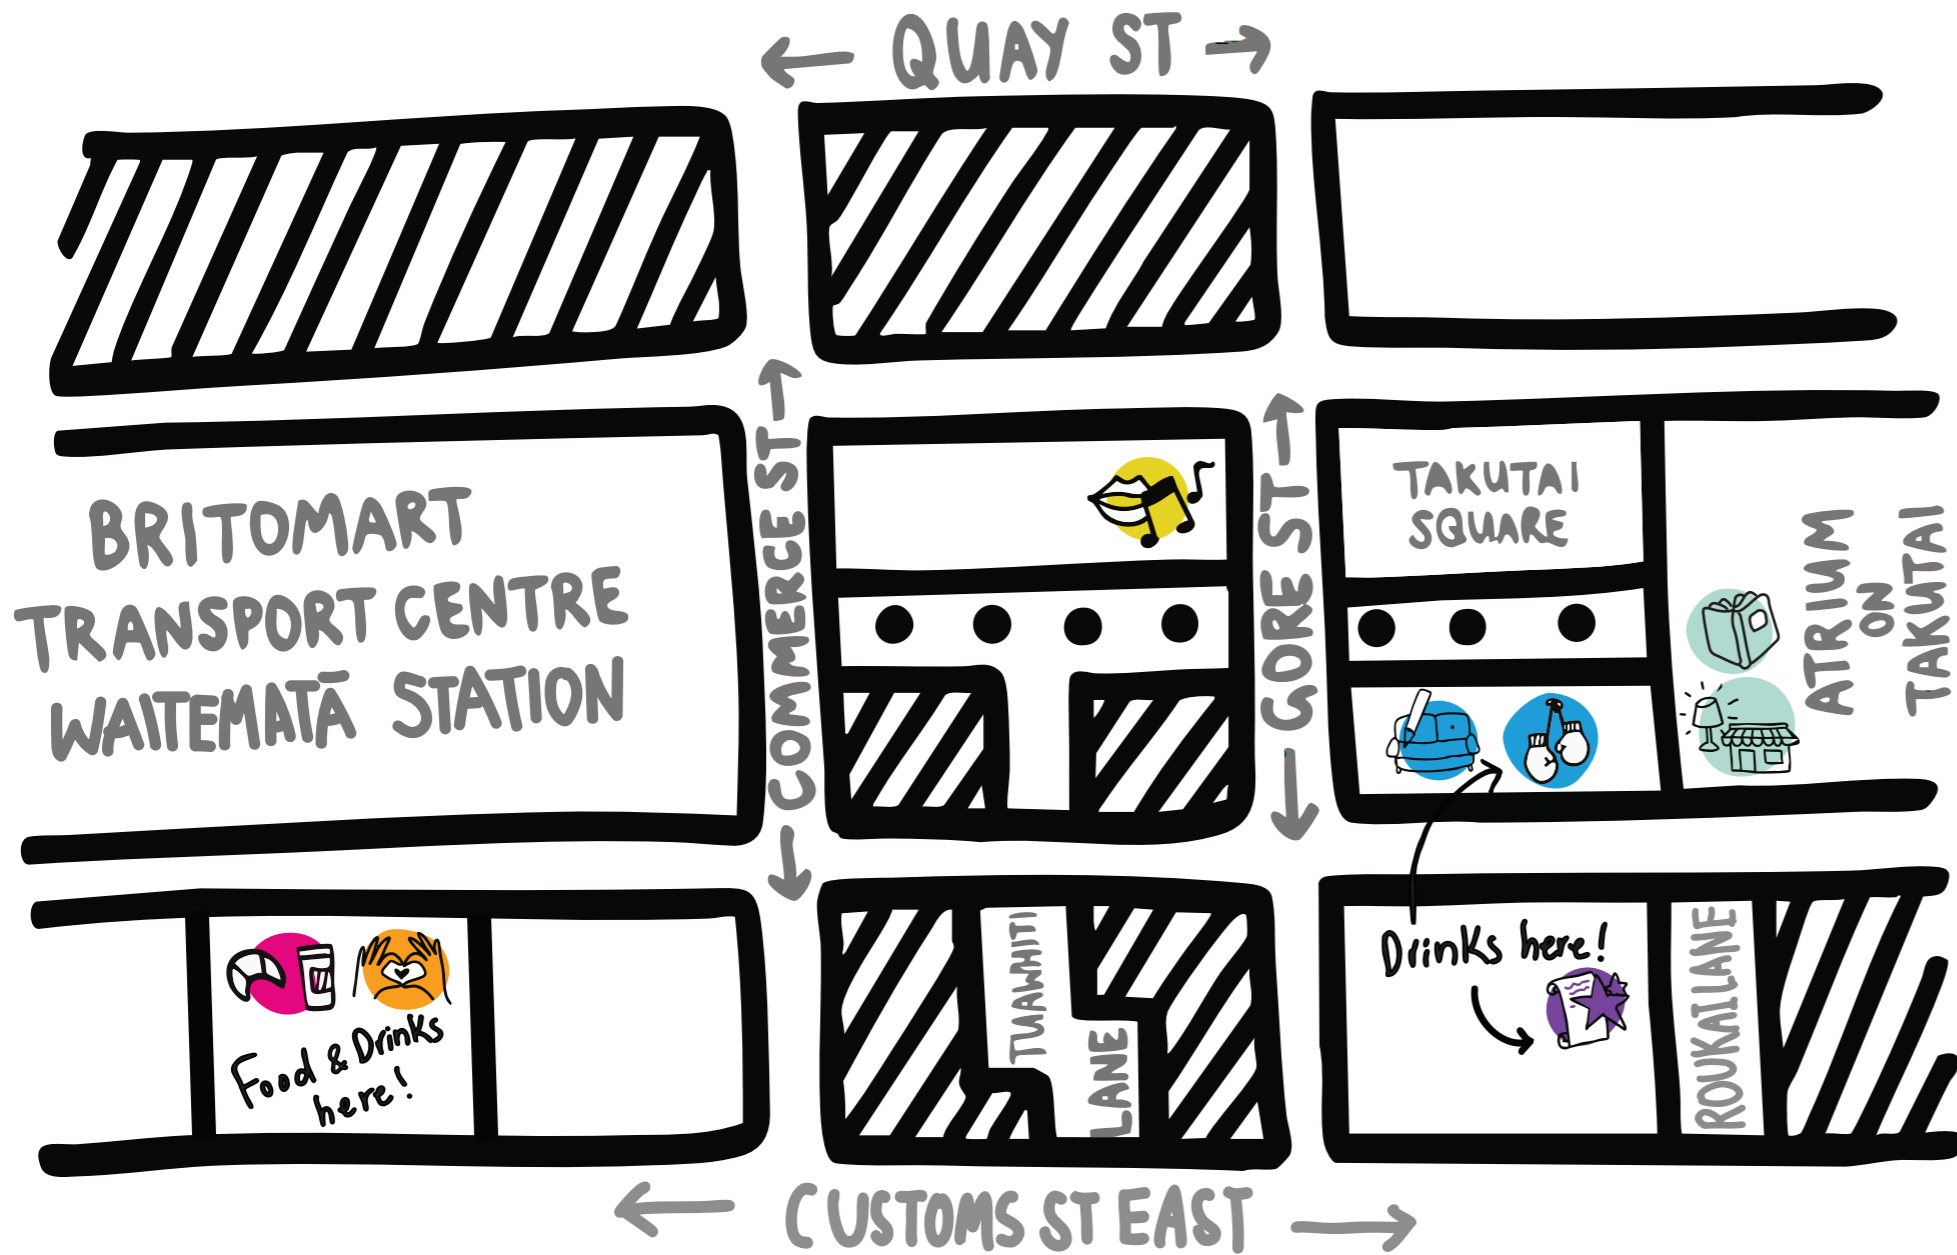 QUAY ST
COMMERCE ST
GORE ST
BRITOMART
TRANSPORT CENTRE
WAITEMATĀ STATION
TAKUTAI
SQUARE
ATRIUM
ON
TAKUTAI
Food & Drinks
here!
TUAWHITI
LANE
Drinks here!
ROUKAI LANE
CUSTOMS ST EAST